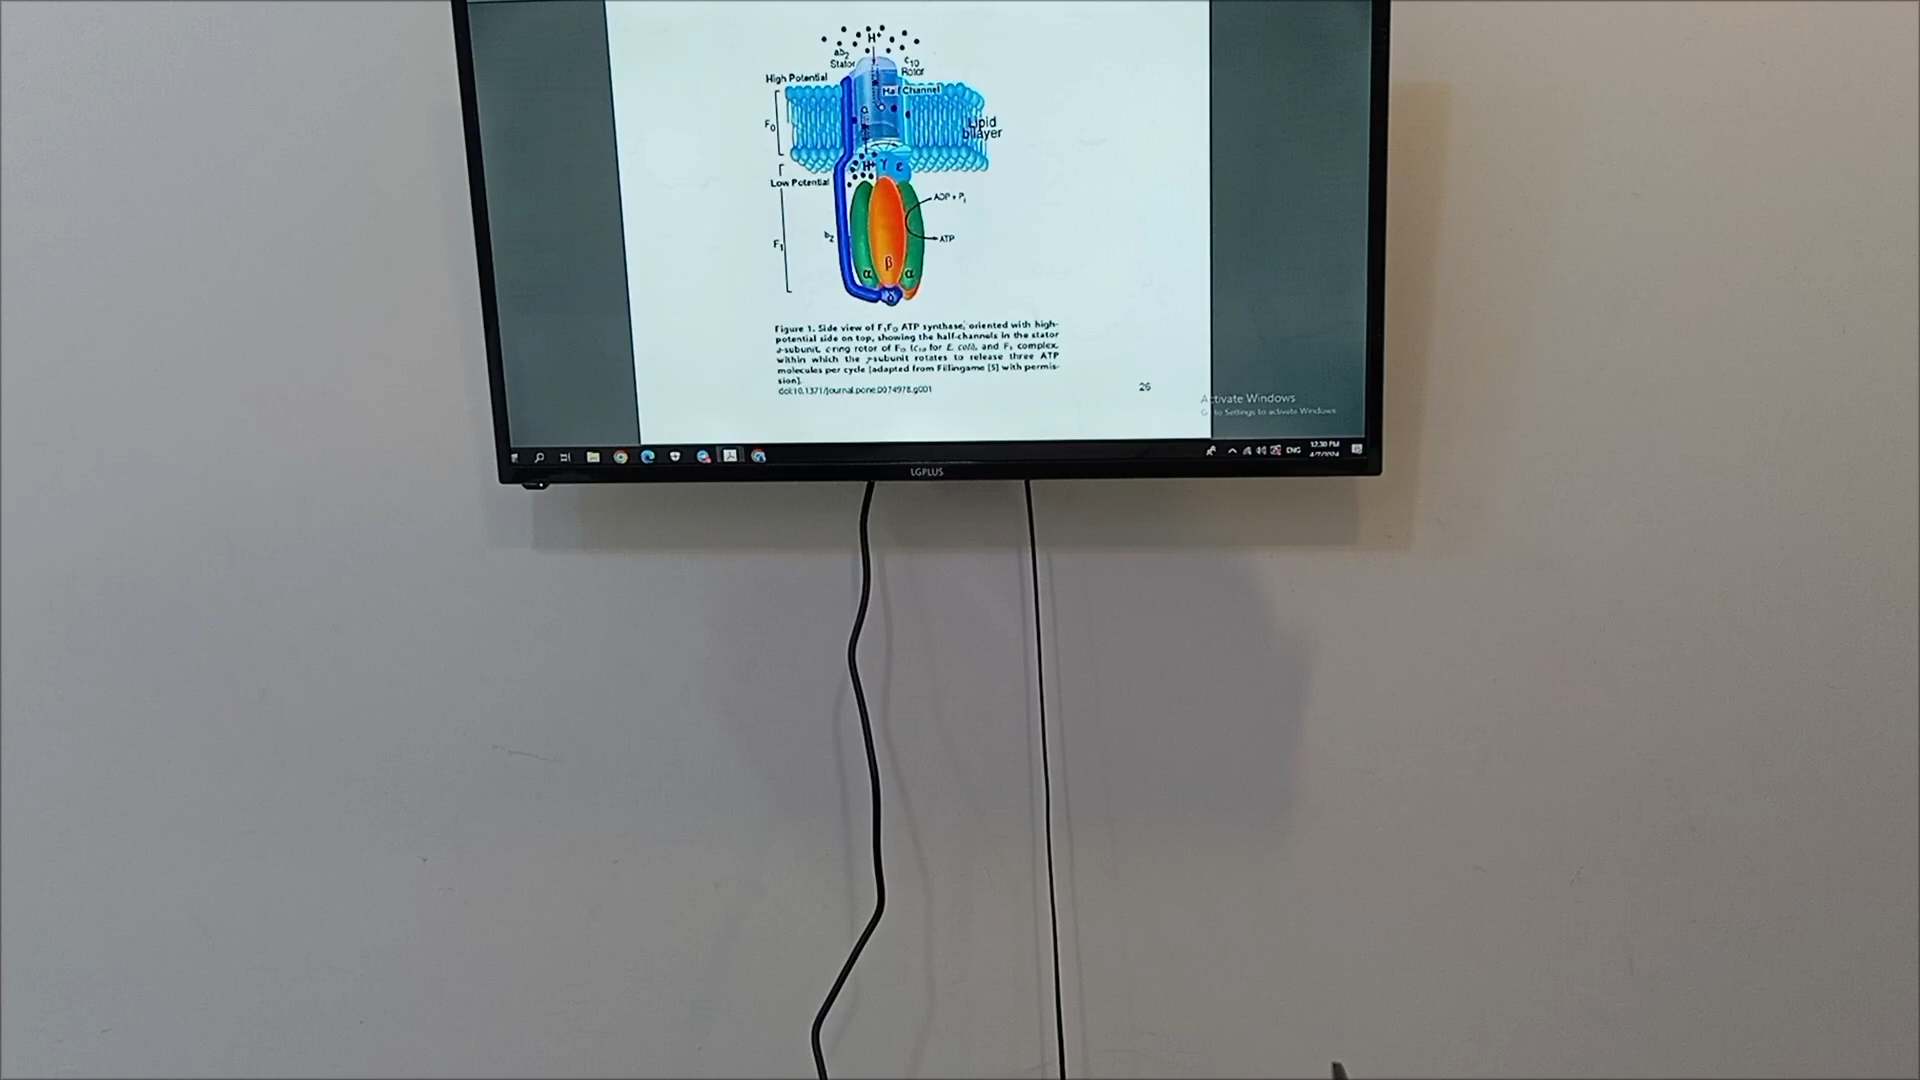 H⁺
ab₂
Stator
c₁₀
Rotor
High Potential
Half Channel
F₀
Lipid
bilayer
H⁺ γ ε
Low Potential
ADP + Pᵢ
F₁
b₂
ATP
β
α α
δ
Figure 1. Side view of F₁F₀ ATP synthase, oriented with high-
potential side on top, showing the half-channels in the stator
a-subunit, c-ring rotor of F₀ (c₁₀ for E. coli), and F₁ complex,
within which the γ-subunit rotates to release three ATP
molecules per cycle [adapted from Fillingame [5] with permis-
sion].
doi:10.1371/journal.pone.0074978.g001
26
Activate Windows
Go to Settings to activate Windows.
ENG
12:30 PM
4/7/2024
LGPLUS